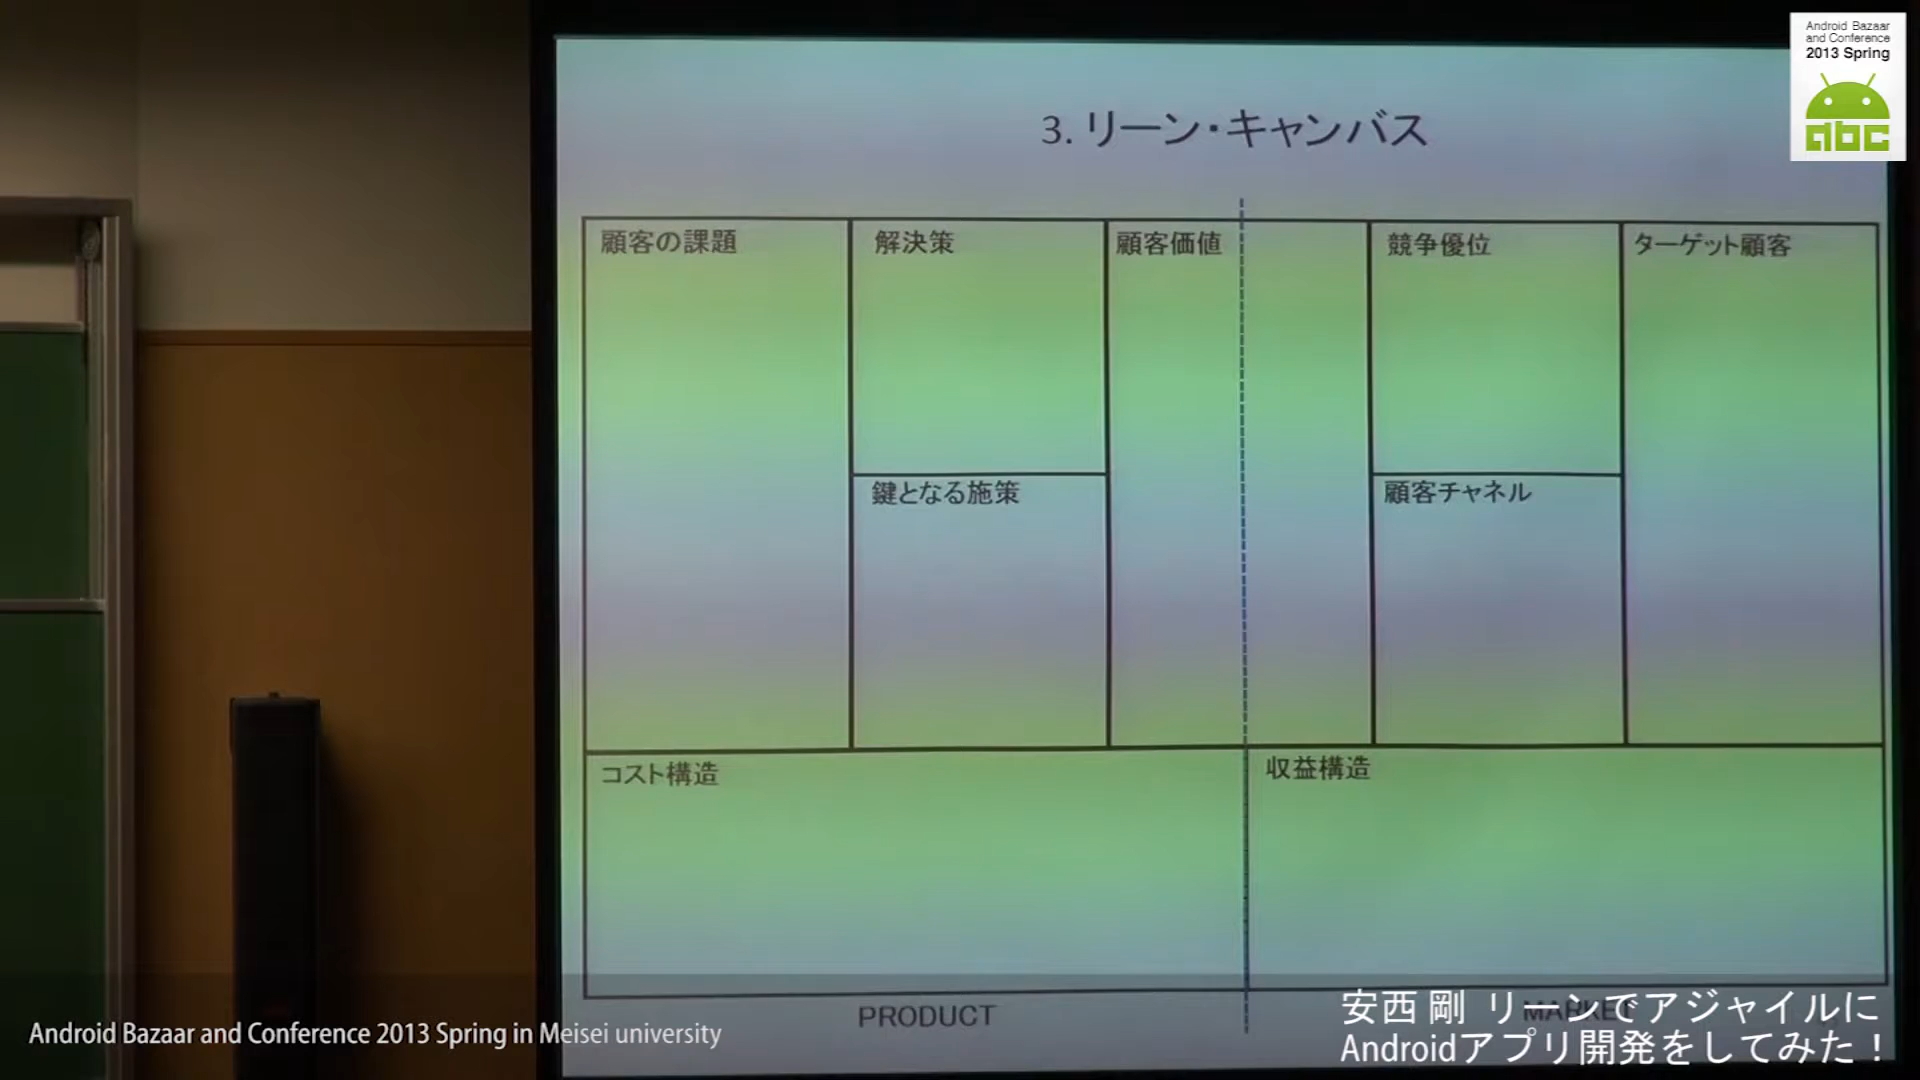 Android Bazaar
and Conference
2013 Spring
abc
3. リーン・キャンバス
顧客の課題
解決策
顧客価値
競争優位
ターゲット顧客
鍵となる施策
顧客チャネル
コスト構造
収益構造
PRODUCT
MARKET
安西 剛 リーンでアジャイルに
Androidアプリ開発をしてみた！
Android Bazaar and Conference 2013 Spring in Meisei university